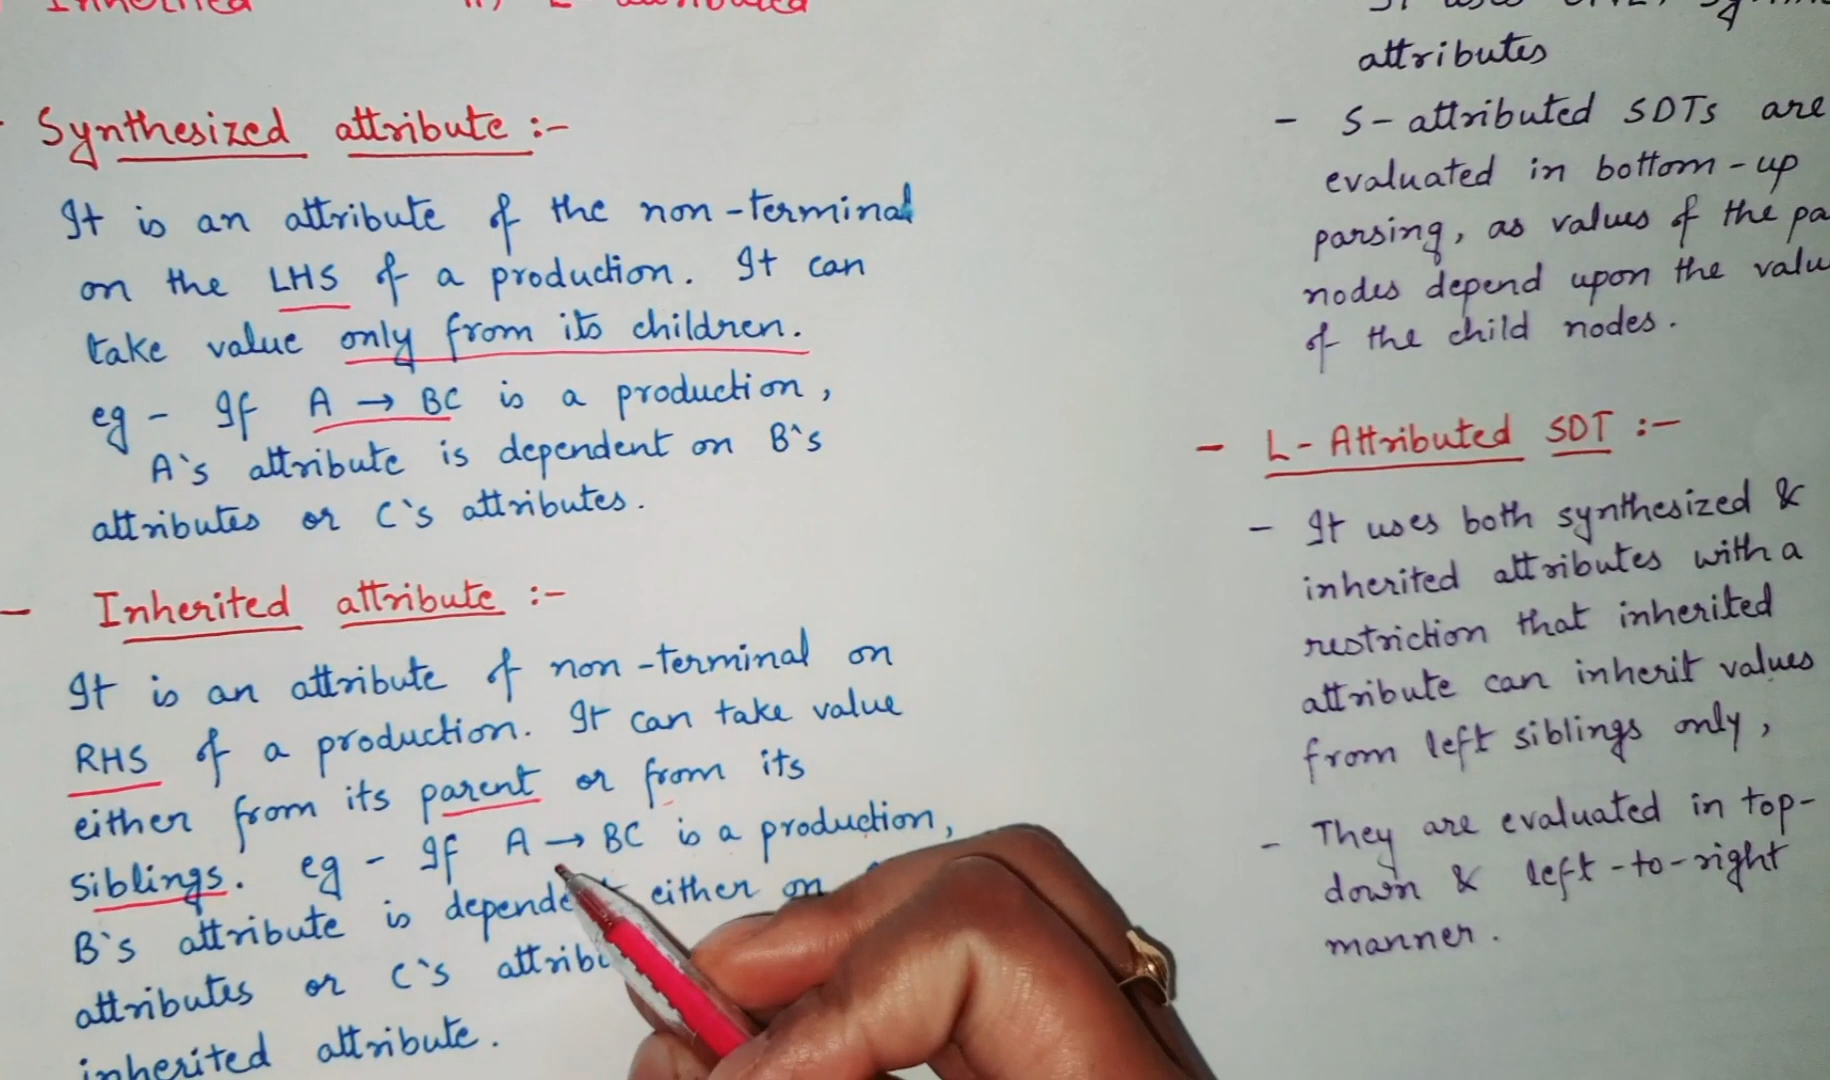 Inherited
ii) L-attributed
Synthesized attribute :-
It is an attribute of the non-terminal
on the LHS of a production. It can
take value only from its children.
eg - If A → BC is a production,
A's attribute is dependent on B's
attributes or C's attributes.
- Inherited attribute :-
It is an attribute of non-terminal on
RHS of a production. It can take value
either from its parent or from its
siblings. eg - If A → BC is a production,
B's attribute is either on
attributes or C's
inherited attribute.
attributes
- S-attributed SDTs are
evaluated in bottom-up
parsing, as values of the
nodes depend upon the
of the child nodes.
- L-Attributed SDT :-
- It uses both synthesized &
inherited attributes with a
restriction that inherited
attribute can inherit values
from left siblings only,
- They are evaluated in top-
down & left-to-right
manner.